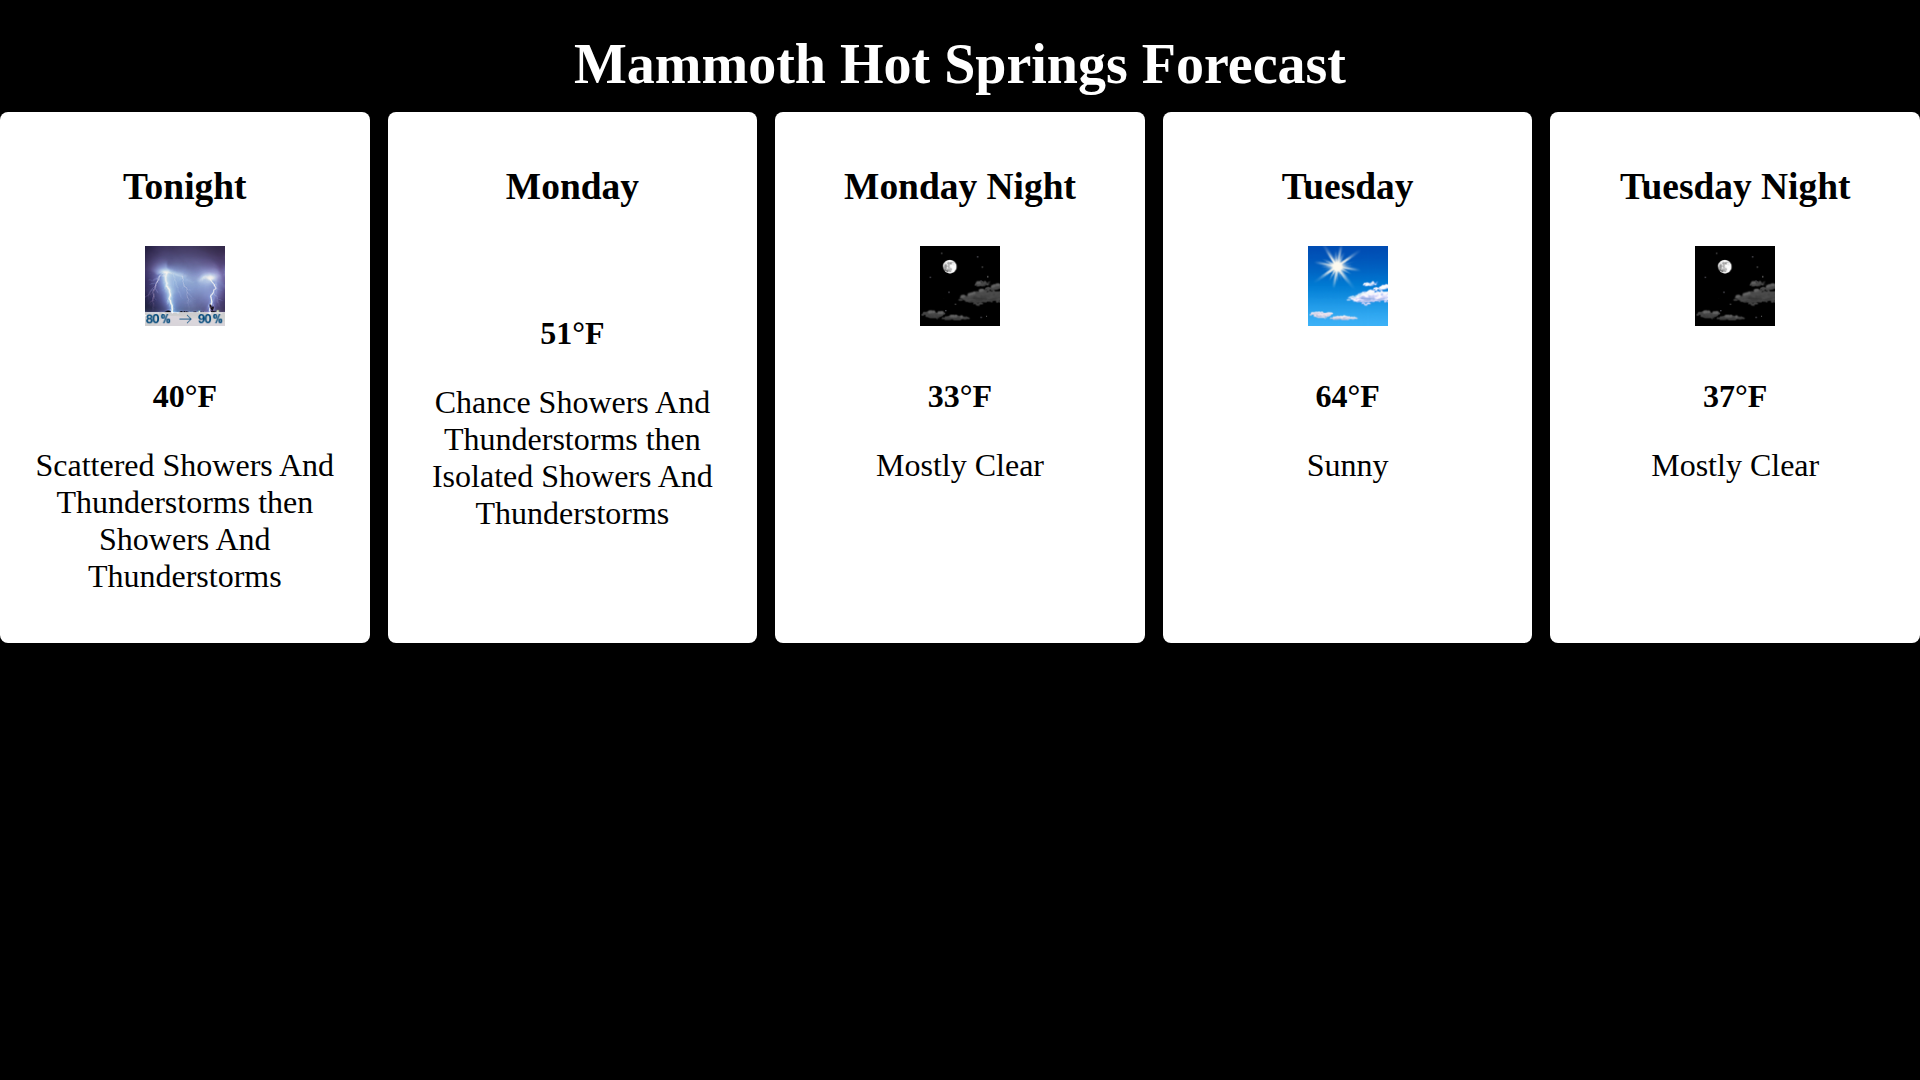 Mammoth Hot Springs Forecast
Tonight
80% → 90%
40°F
Scattered Showers And
Thunderstorms then
Showers And
Thunderstorms
Monday
51°F
Chance Showers And
Thunderstorms then
Isolated Showers And
Thunderstorms
Monday Night
33°F
Mostly Clear
Tuesday
64°F
Sunny
Tuesday Night
37°F
Mostly Clear